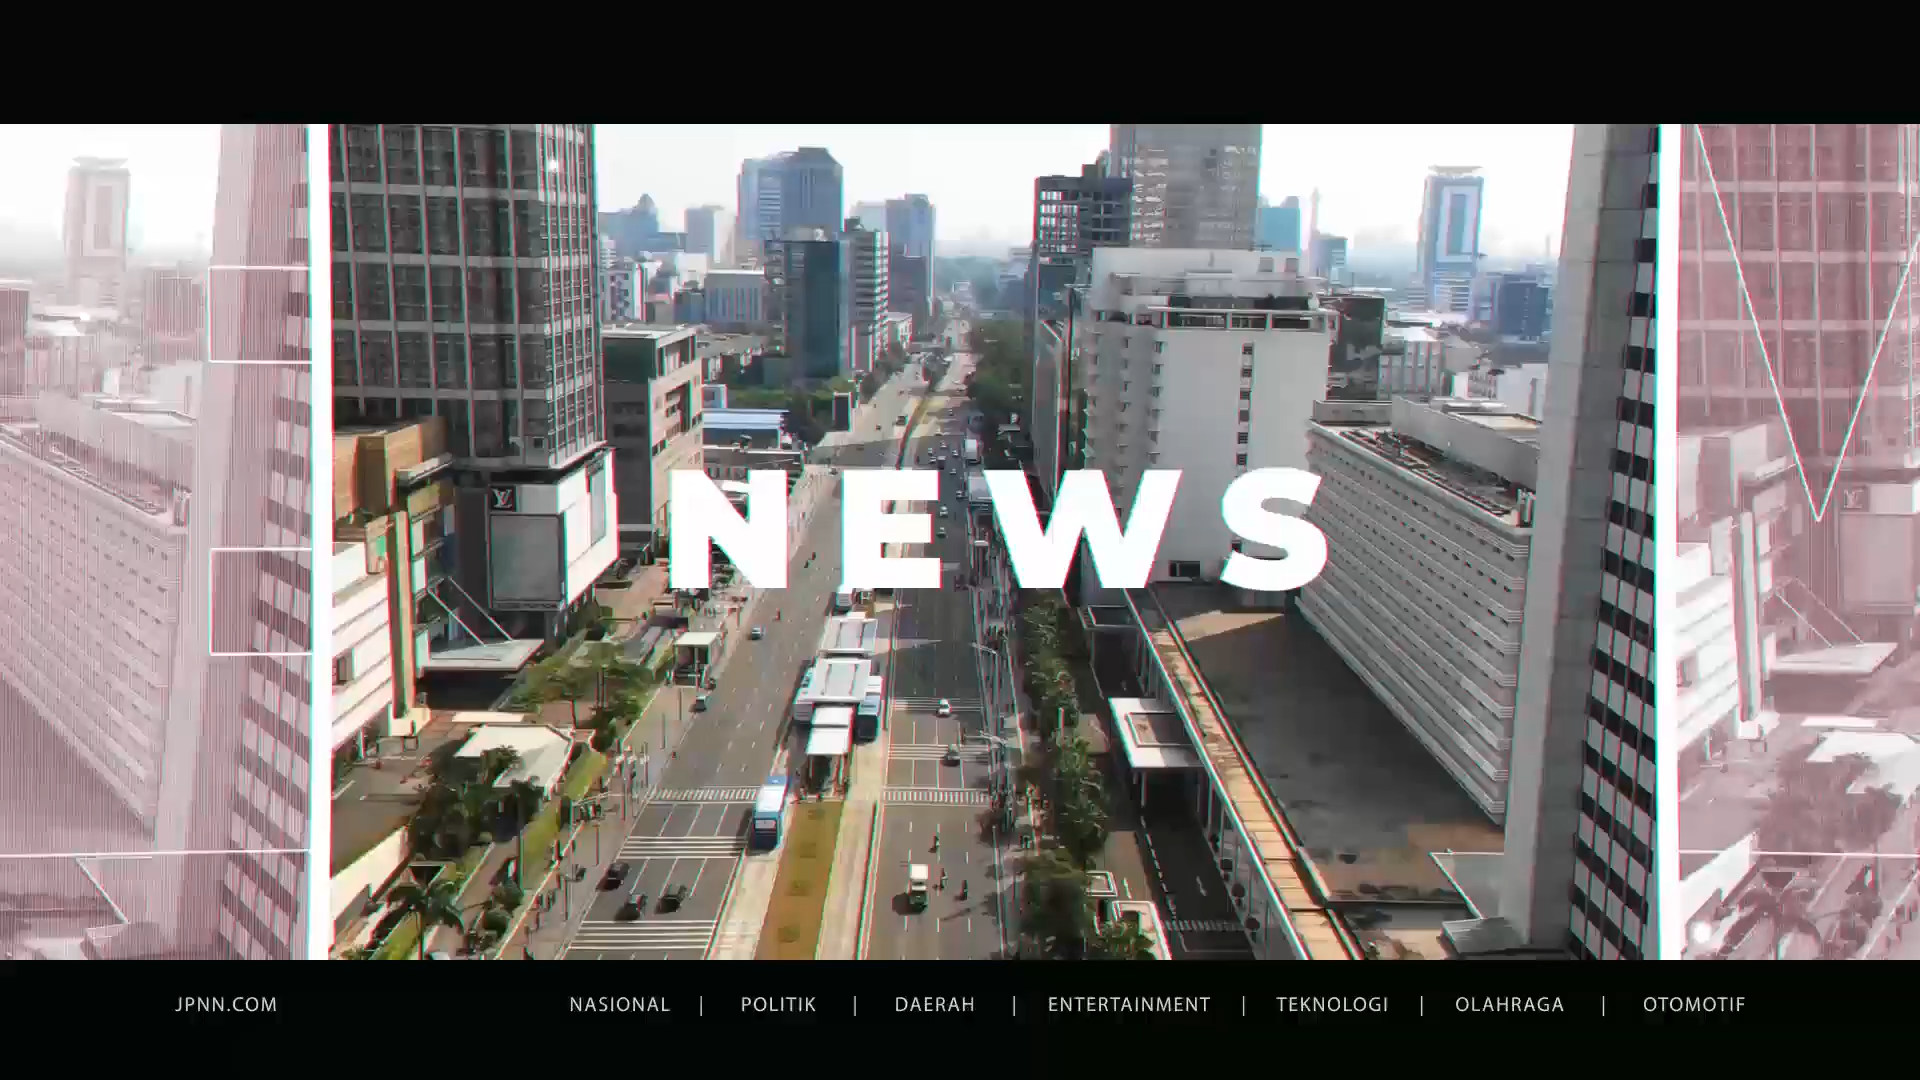 NEWS
JPNN.COM NASIONAL | POLITIK | DAERAH | ENTERTAINMENT | TEKNOLOGI | OLAHRAGA | OTOMOTIF